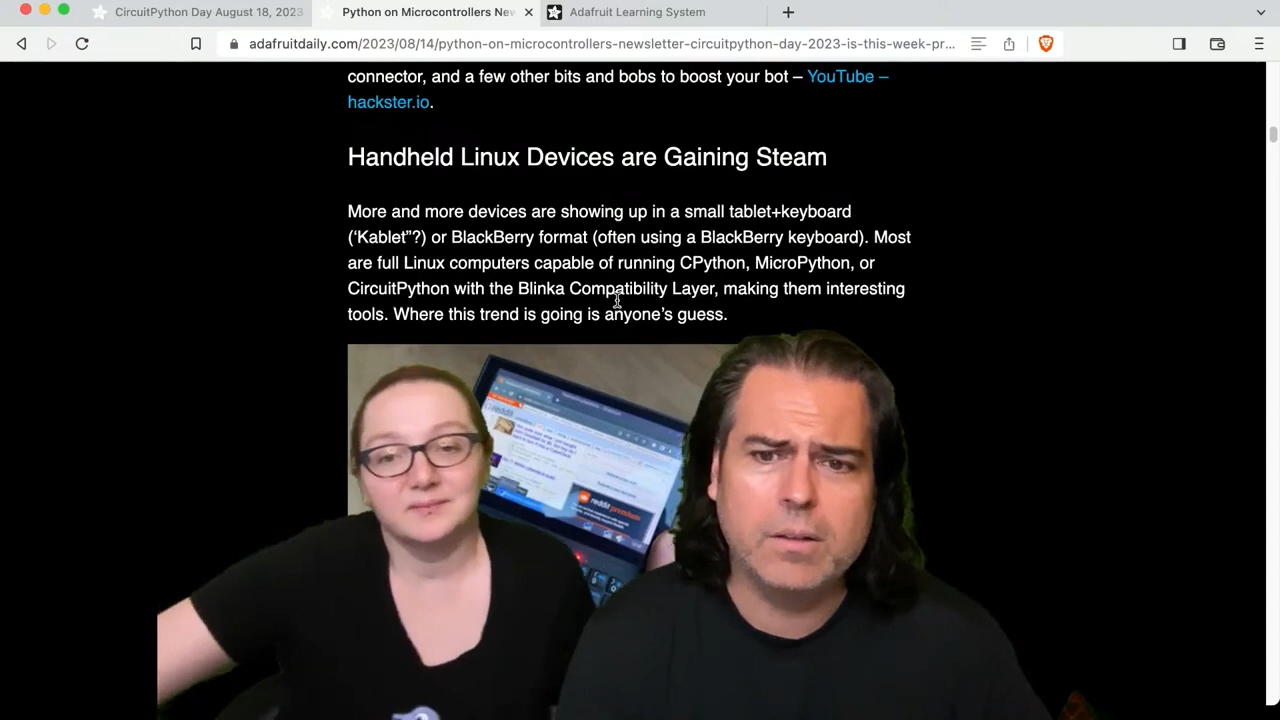 CircuitPython Day August 18, 2023
Python on Microcontrollers Nev
Adafruit Learning System
adafruitdaily.com/2023/08/14/python-on-microcontrollers-newsletter-circuitpython-day-2023-is-this-week-pr...
connector, and a few other bits and bobs to boost your bot – YouTube –
hackster.io.
Handheld Linux Devices are Gaining Steam
More and more devices are showing up in a small tablet+keyboard
(‘Kablet”?) or BlackBerry format (often using a BlackBerry keyboard). Most
are full Linux computers capable of running CPython, MicroPython, or
CircuitPython with the Blinka Compatibility Layer, making them interesting
tools. Where this trend is going is anyone’s guess.
reddit
reddit premium